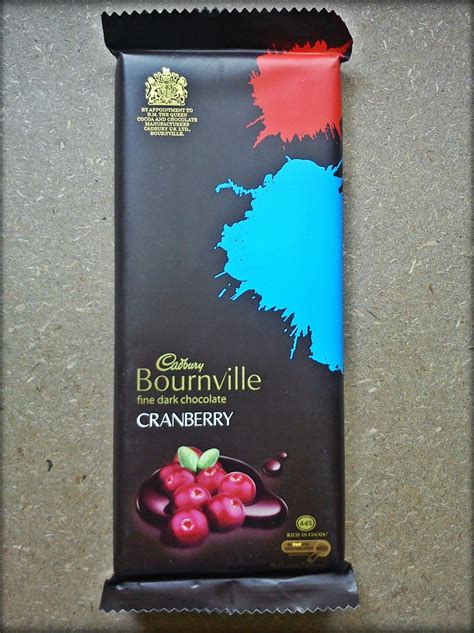 BY APPOINTMENT TO
H.M. THE QUEEN
COCOA AND CHOCOLATE
MANUFACTURERS
CADBURY UK LTD.,
BOURNVILLE.
Cadbury
Bournville
fine dark chocolate
CRANBERRY
44%
RICH IN COCOA*